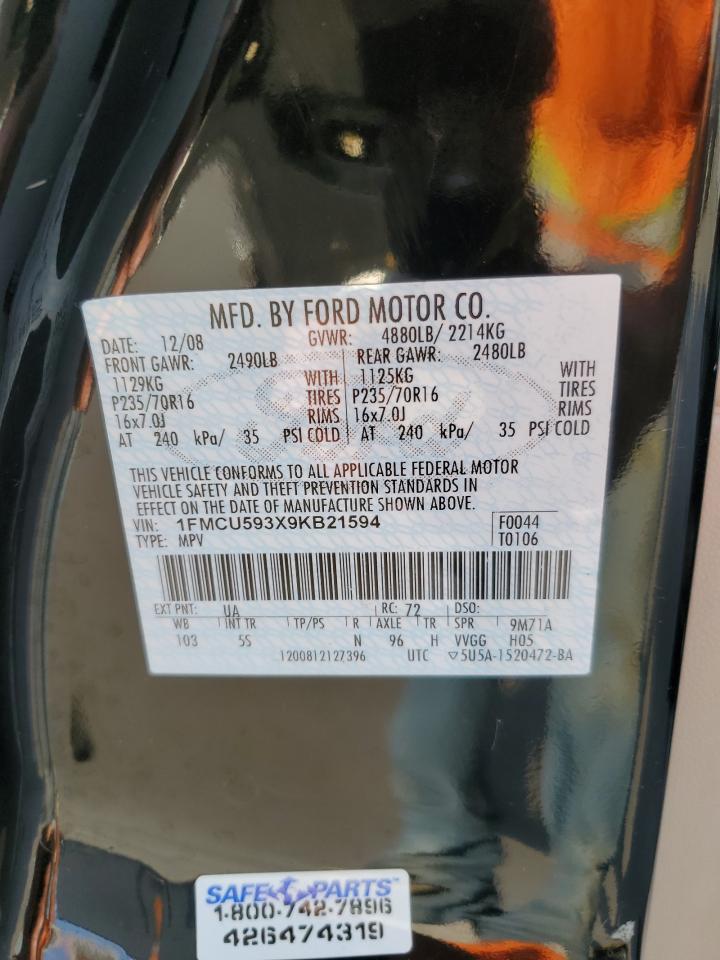 MFD. BY FORD MOTOR CO.
DATE: 12/08 GVWR: 4880LB/ 2214KG
FRONT GAWR: 2490LB REAR GAWR: 2480LB
1129KG WITH 1125KG WITH
P235/70R16 TIRES P235/70R16 TIRES
16x7.0J RIMS 16x7.0J RIMS
AT 240 kPa/ 35 PSI COLD AT 240 kPa/ 35 PSI COLD
THIS VEHICLE CONFORMS TO ALL APPLICABLE FEDERAL MOTOR
VEHICLE SAFETY AND THEFT PREVENTION STANDARDS IN
EFFECT ON THE DATE OF MANUFACTURE SHOWN ABOVE.
VIN: 1FMCU593X9KB21594 F0044
TYPE: MPV T0106
EXT PNT: UA RC: 72 DSO:
WB INT TR TP/PS R AXLE TR SPR 9M71A
103 5S N 96 H VVGG H05
1200812127396 UTC ▽5U5A-1520472-BA
SAFE PARTS™
1-800-742-7896
426474319